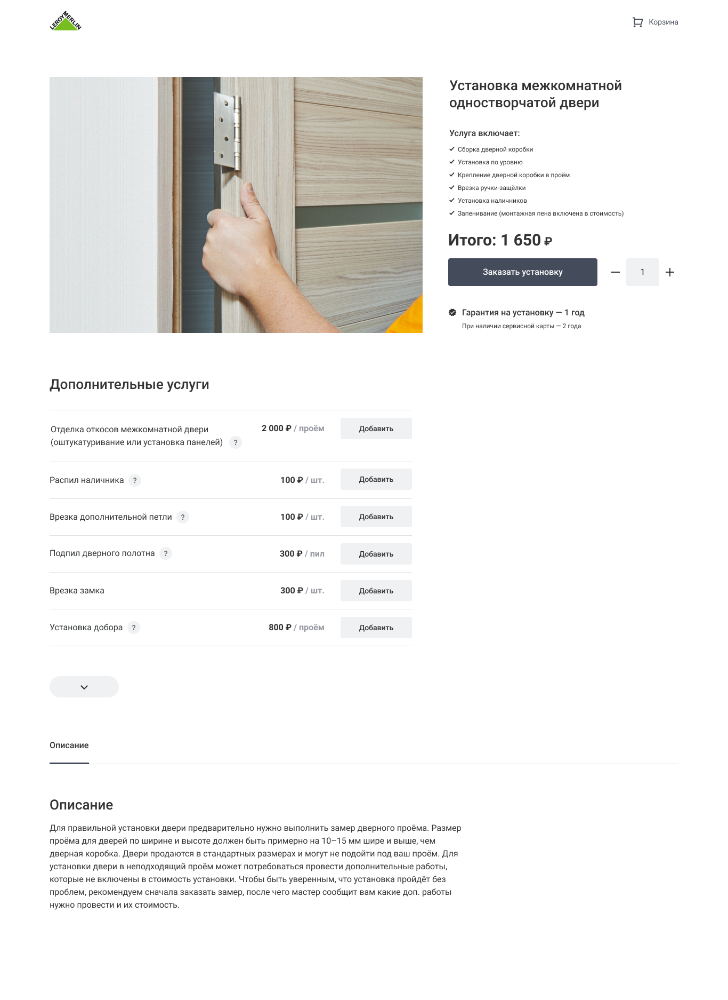 LEROY MERLIN
Корзина
Установка межкомнатной
одностворчатой двери
Услуга включает:
Сборка дверной коробки
Установка по уровню
Крепление дверной коробки в проём
Врезка ручки-защёлки
Установка наличников
Запенивание (монтажная пена включена в стоимость)
Итого: 1 650 ₽
Заказать установку
1
Гарантия на установку — 1 год
При наличии сервисной карты — 2 года
Дополнительные услуги
Отделка откосов межкомнатной двери
(оштукатуривание или установка панелей) ?
2 000 ₽ / проём
Добавить
Распил наличника ? 100 ₽ / шт. Добавить
Врезка дополнительной петли ? 100 ₽ / шт. Добавить
Подпил дверного полотна ? 300 ₽ / пил Добавить
Врезка замка 300 ₽ / шт. Добавить
Установка добора ? 800 ₽ / проём Добавить
Описание
Описание
Для правильной установки двери предварительно нужно выполнить замер дверного проёма. Размер
проёма для дверей по ширине и высоте должен быть примерно на 10–15 мм шире и выше, чем
дверная коробка. Двери продаются в стандартных размерах и могут не подойти под ваш проём. Для
установки двери в неподходящий проём может потребоваться провести дополнительные работы,
которые не включены в стоимость установки. Чтобы быть уверенным, что установка пройдёт без
проблем, рекомендуем сначала заказать замер, после чего мастер сообщит вам какие доп. работы
нужно провести и их стоимость.